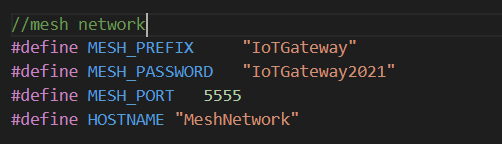 //mesh network
#define MESH_PREFIX     "IoTGateway"
#define MESH_PASSWORD   "IoTGateway2021"
#define MESH_PORT   5555
#define HOSTNAME "MeshNetwork"